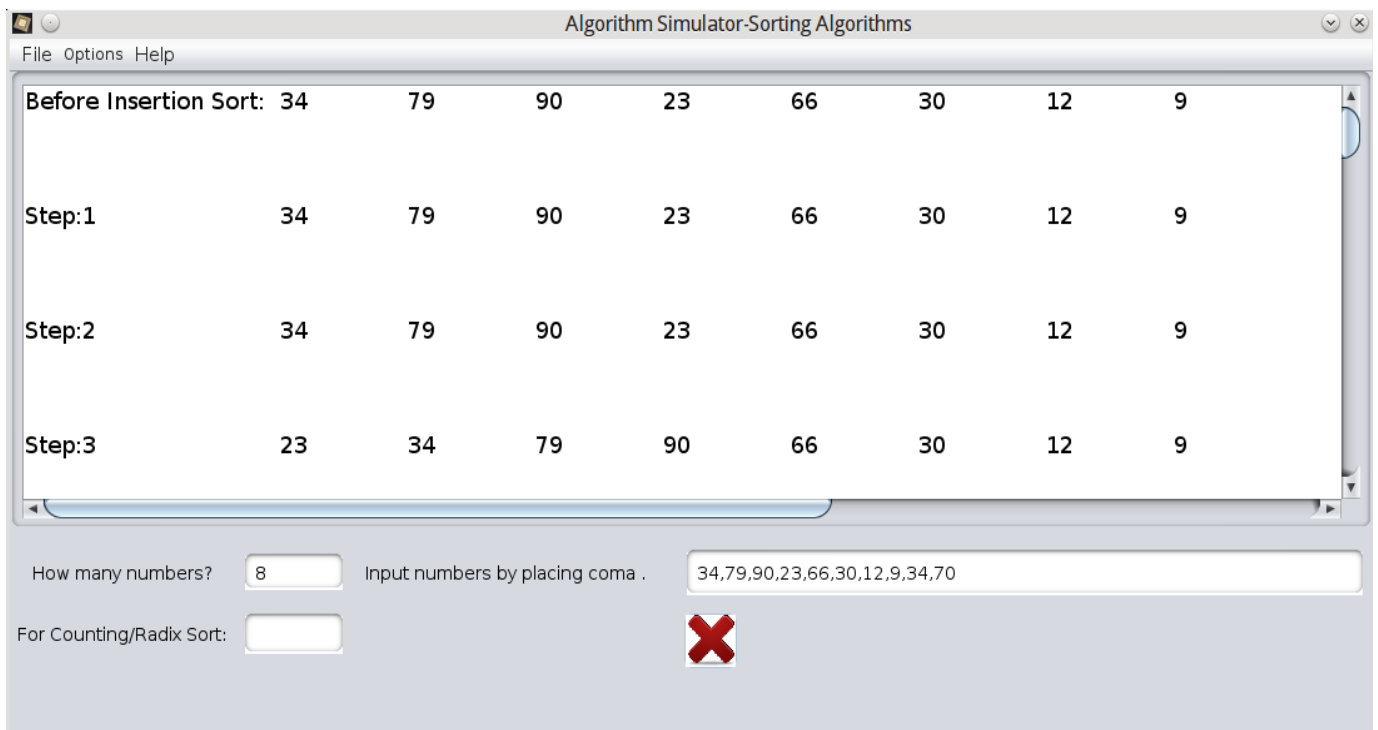 Algorithm Simulator-Sorting Algorithms
File Options Help
Before Insertion Sort: 34 79 90 23 66 30 12 9
Step:1 34 79 90 23 66 30 12 9
Step:2 34 79 90 23 66 30 12 9
Step:3 23 34 79 90 66 30 12 9
How many numbers? 8 Input numbers by placing coma . 34,79,90,23,66,30,12,9,34,70
For Counting/Radix Sort: